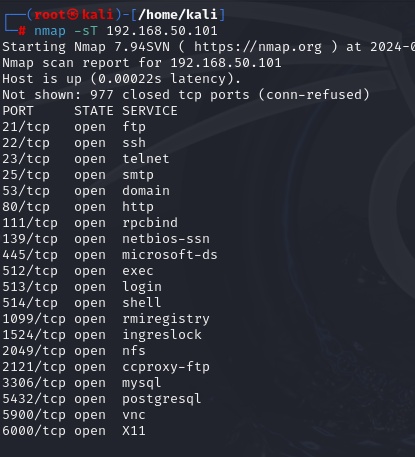 ┌──(root㉿kali)-[/home/kali]
└─# nmap -sT 192.168.50.101
Starting Nmap 7.94SVN ( https://nmap.org ) at 2024-0
Nmap scan report for 192.168.50.101
Host is up (0.00022s latency).
Not shown: 977 closed tcp ports (conn-refused)
PORT     STATE SERVICE
21/tcp   open  ftp
22/tcp   open  ssh
23/tcp   open  telnet
25/tcp   open  smtp
53/tcp   open  domain
80/tcp   open  http
111/tcp  open  rpcbind
139/tcp  open  netbios-ssn
445/tcp  open  microsoft-ds
512/tcp  open  exec
513/tcp  open  login
514/tcp  open  shell
1099/tcp open  rmiregistry
1524/tcp open  ingreslock
2049/tcp open  nfs
2121/tcp open  ccproxy-ftp
3306/tcp open  mysql
5432/tcp open  postgresql
5900/tcp open  vnc
6000/tcp open  X11